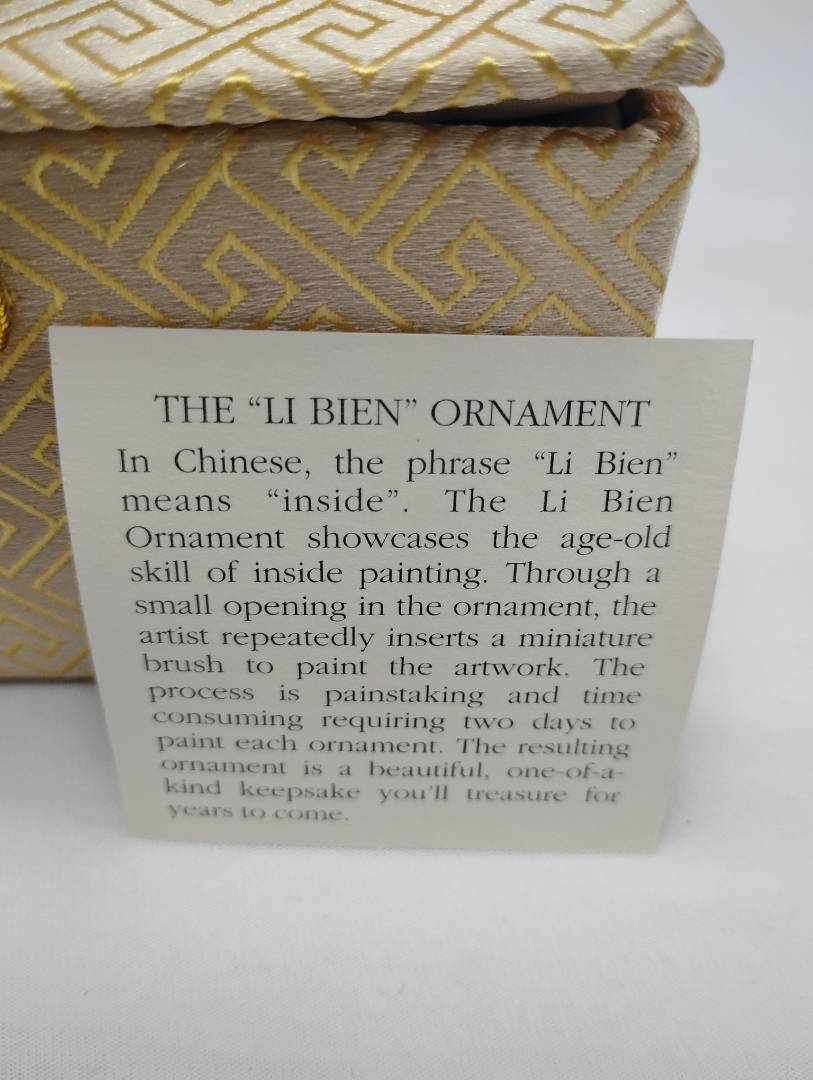 THE “LI BIEN” ORNAMENT
In Chinese, the phrase “Li Bien”
means “inside”. The Li Bien
Ornament showcases the age-old
skill of inside painting. Through a
small opening in the ornament, the
artist repeatedly inserts a miniature
brush to paint the artwork. The
process is painstaking and time
consuming requiring two days to
paint each ornament. The resulting
ornament is a beautiful, one-of-a-
kind keepsake you'll treasure for
years to come.